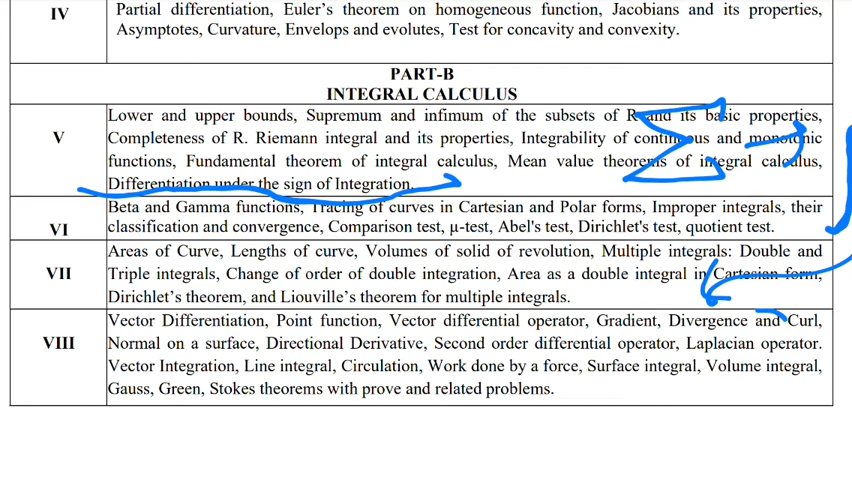 IV
Partial differentiation, Euler's theorem on homogeneous function, Jacobians and its properties,
Asymptotes, Curvature, Envelops and evolutes, Test for concavity and convexity.
PART-B
INTEGRAL CALCULUS
V
Lower and upper bounds, Supremum and infimum of the subsets of R and its basic properties,
Completeness of R. Riemann integral and its properties, Integrability of continuous and monotonic
functions, Fundamental theorem of integral calculus, Mean value theorems of integral calculus,
Differentiation under the sign of Integration.
VI
Beta and Gamma functions, Tracing of curves in Cartesian and Polar forms, Improper integrals, their
classification and convergence, Comparison test, µ-test, Abel's test, Dirichlet's test, quotient test.
VII
Areas of Curve, Lengths of curve, Volumes of solid of revolution, Multiple integrals: Double and
Triple integrals, Change of order of double integration, Area as a double integral in Cartesian form,
Dirichlet's theorem, and Liouville's theorem for multiple integrals.
VIII
Vector Differentiation, Point function, Vector differential operator, Gradient, Divergence and Curl,
Normal on a surface, Directional Derivative, Second order differential operator, Laplacian operator.
Vector Integration, Line integral, Circulation, Work done by a force, Surface integral, Volume integral,
Gauss, Green, Stokes theorems with prove and related problems.